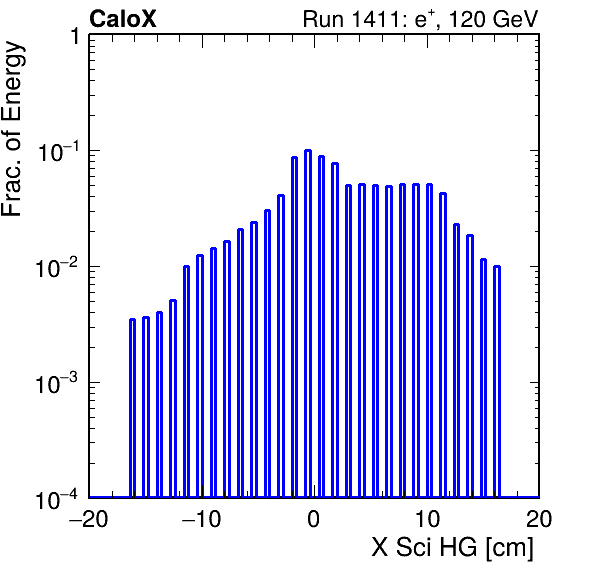 CaloX Run 1411: e⁺, 120 GeV
Frac. of Energy
1
10⁻¹
10⁻²
10⁻³
10⁻⁴
−20 −10 0 10 20
X Sci HG [cm]